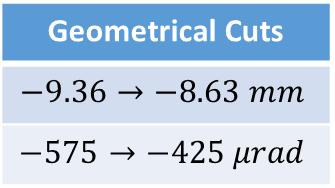 Geometrical Cuts
−9.36 → −8.63 mm
−575 → −425 μrad